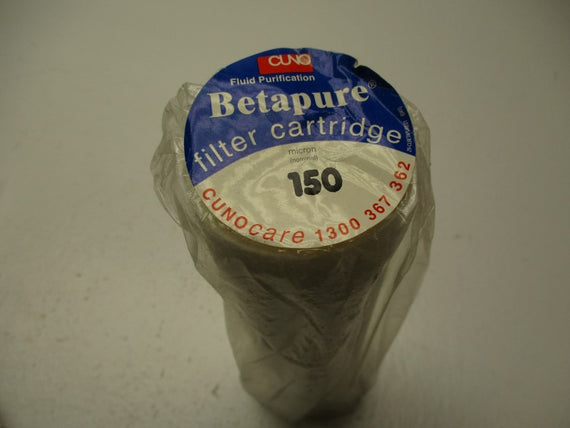 CUNO
Fluid Purification
Betapure®
filter cartridge
micron
(nominal)
150
CUNOcare 1300 367 362